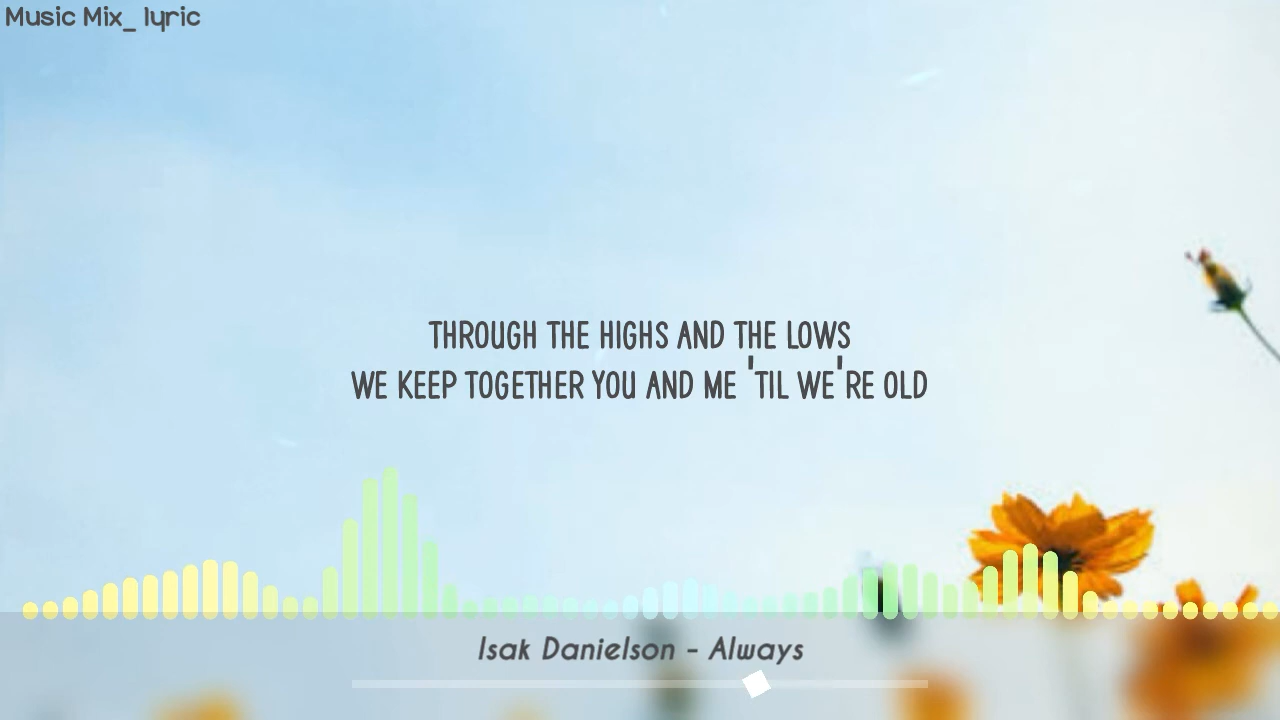 Music Mix_ lyric
THROUGH THE HIGHS AND THE LOWS
WE KEEP TOGETHER YOU AND ME 'TIL WE'RE OLD
Isak Danielson - Always